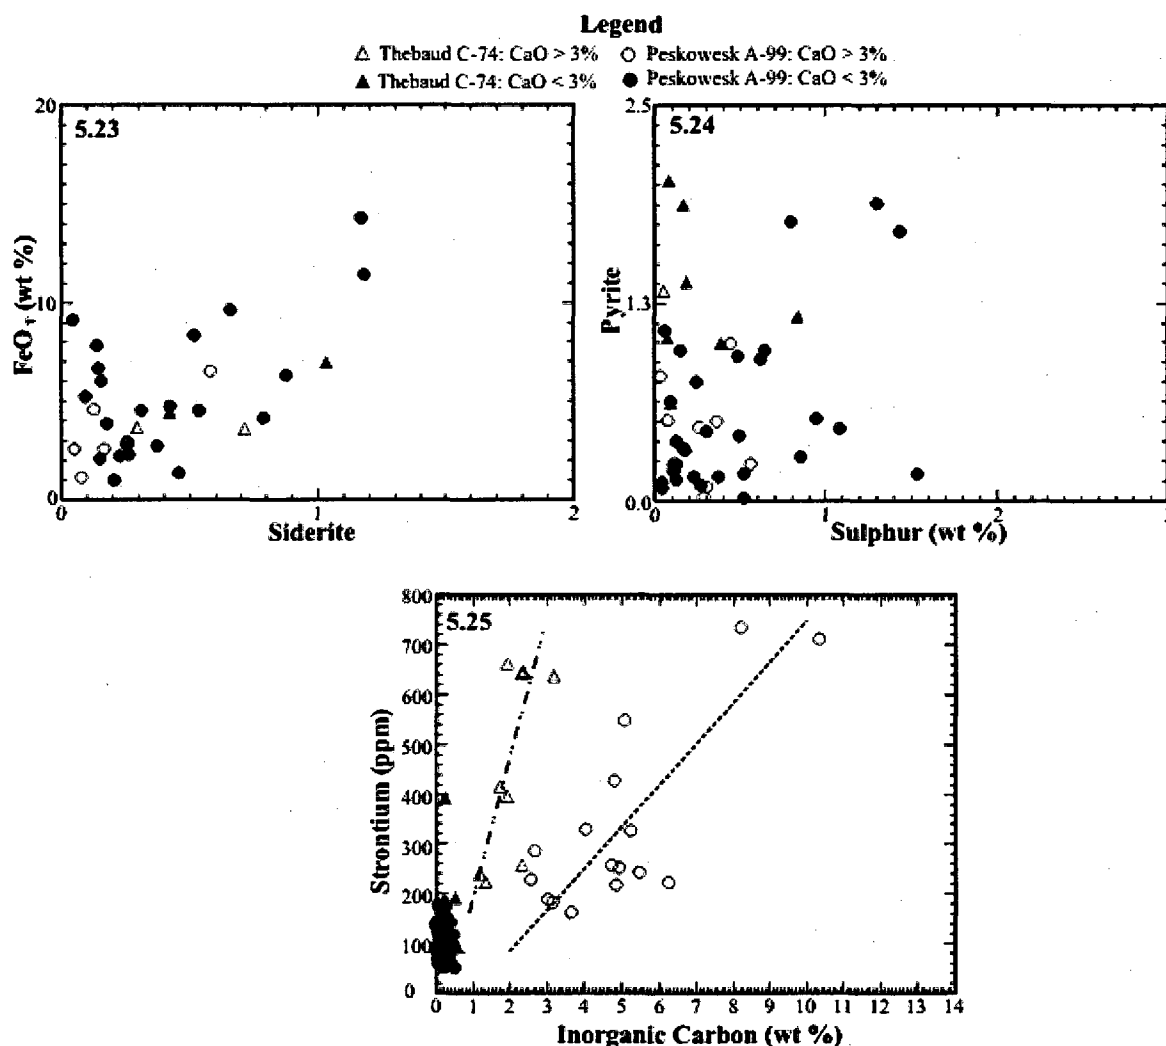 Legend
△ Thebaud C-74: CaO > 3% ○ Peskowesk A-99: CaO > 3%
▲ Thebaud C-74: CaO < 3% ● Peskowesk A-99: CaO < 3%
5.23
20
10
0
FeO_T (wt %)
0 1 2
Siderite
5.24
2.5
1.3
0.0
Pyrite
0 1 2
Sulphur (wt %)
5.25
800
700
600
500
400
300
200
100
0
Strontium (ppm)
0 1 2 3 4 5 6 7 8 9 10 11 12 13 14
Inorganic Carbon (wt %)